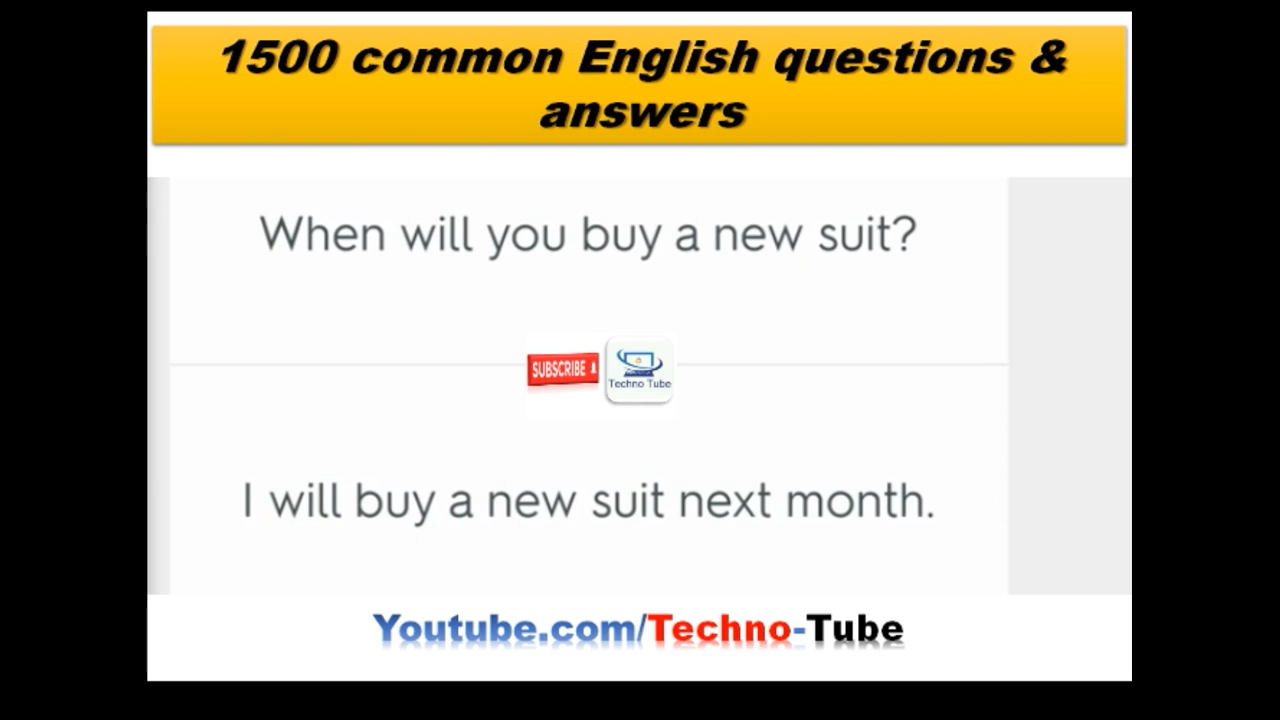 1500 common English questions &
answers
When will you buy a new suit?
SUBSCRIBE
Techno Tube
I will buy a new suit next month.
Youtube.com/Techno-Tube